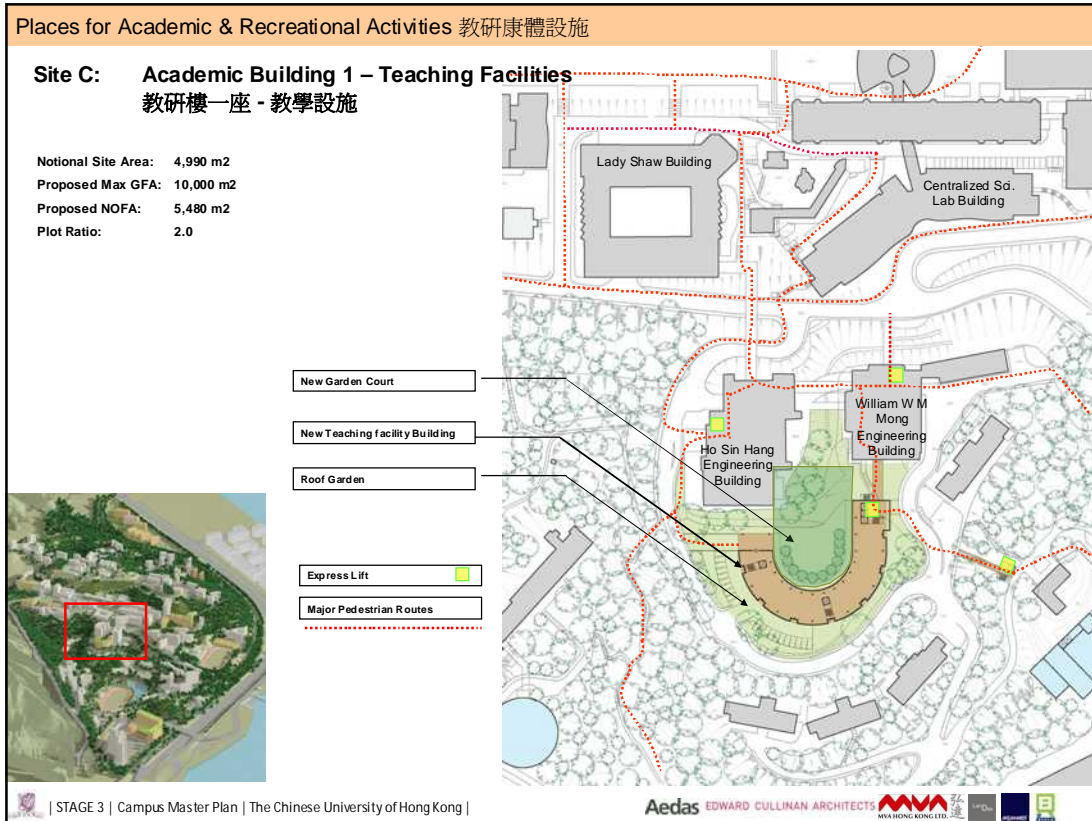 Places for Academic & Recreational Activities 教研康體設施
Site C: Academic Building 1 – Teaching Facilities
教研樓一座 - 教學設施
Notional Site Area: 4,990 m2
Proposed Max GFA: 10,000 m2
Proposed NOFA: 5,480 m2
Plot Ratio: 2.0
Lady Shaw Building
Centralized Sci.
Lab Building
New Garden Court
New Teaching facility Building
Roof Garden
William W M
Mong
Engineering
Building
Ho Sin Hang
Engineering
Building
Express Lift
Major Pedestrian Routes
| STAGE 3 | Campus Master Plan | The Chinese University of Hong Kong |
Aedas EDWARD CULLINAN ARCHITECTS MVA
MVA HONG KONG LTD.
弘達